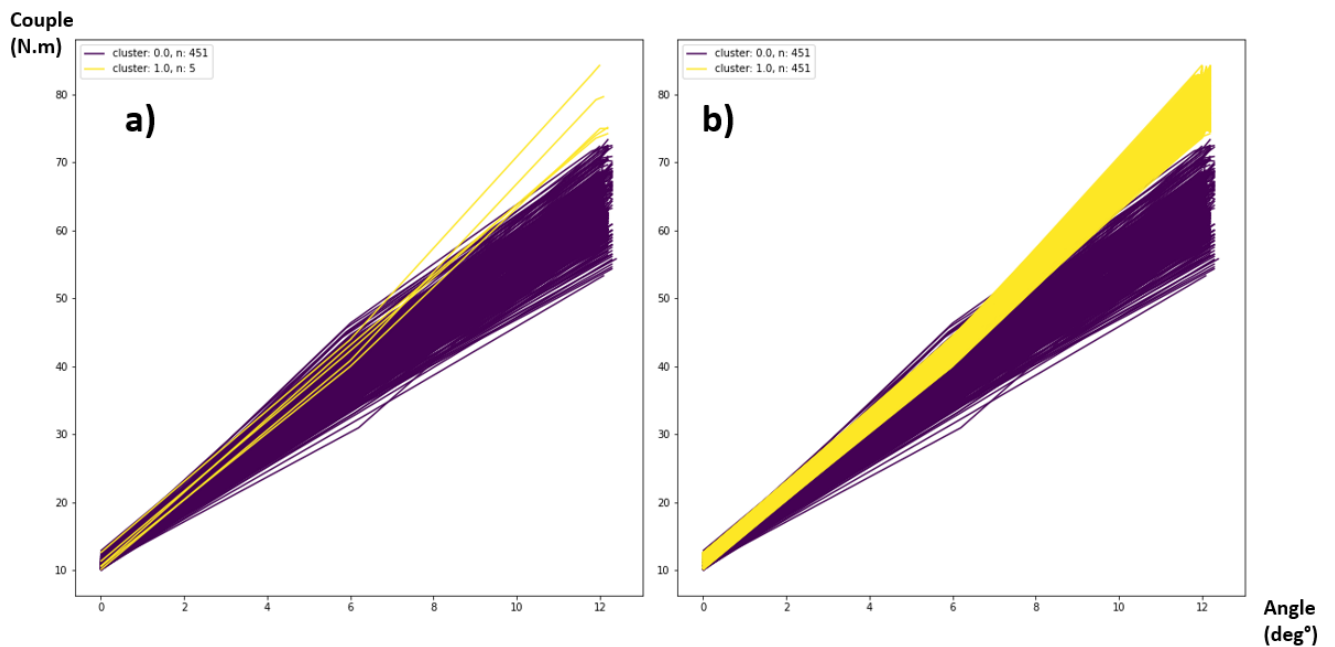 Couple
(N.m)
cluster: 0.0, n: 451
cluster: 1.0, n: 5
a)
80
70
60
50
40
30
20
10
0 2 4 6 8 10 12
cluster: 0.0, n: 451
cluster: 1.0, n: 451
b)
80
70
60
50
40
30
20
10
0 2 4 6 8 10 12
Angle
(deg°)